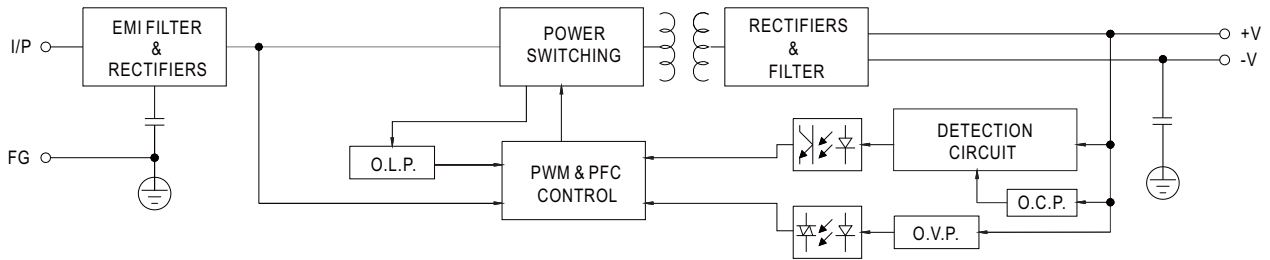 I/P
EMI FILTER
&
RECTIFIERS
POWER
SWITCHING
RECTIFIERS
&
FILTER
+V
-V
FG
O.L.P.
PWM & PFC
CONTROL
DETECTION
CIRCUIT
O.C.P.
O.V.P.